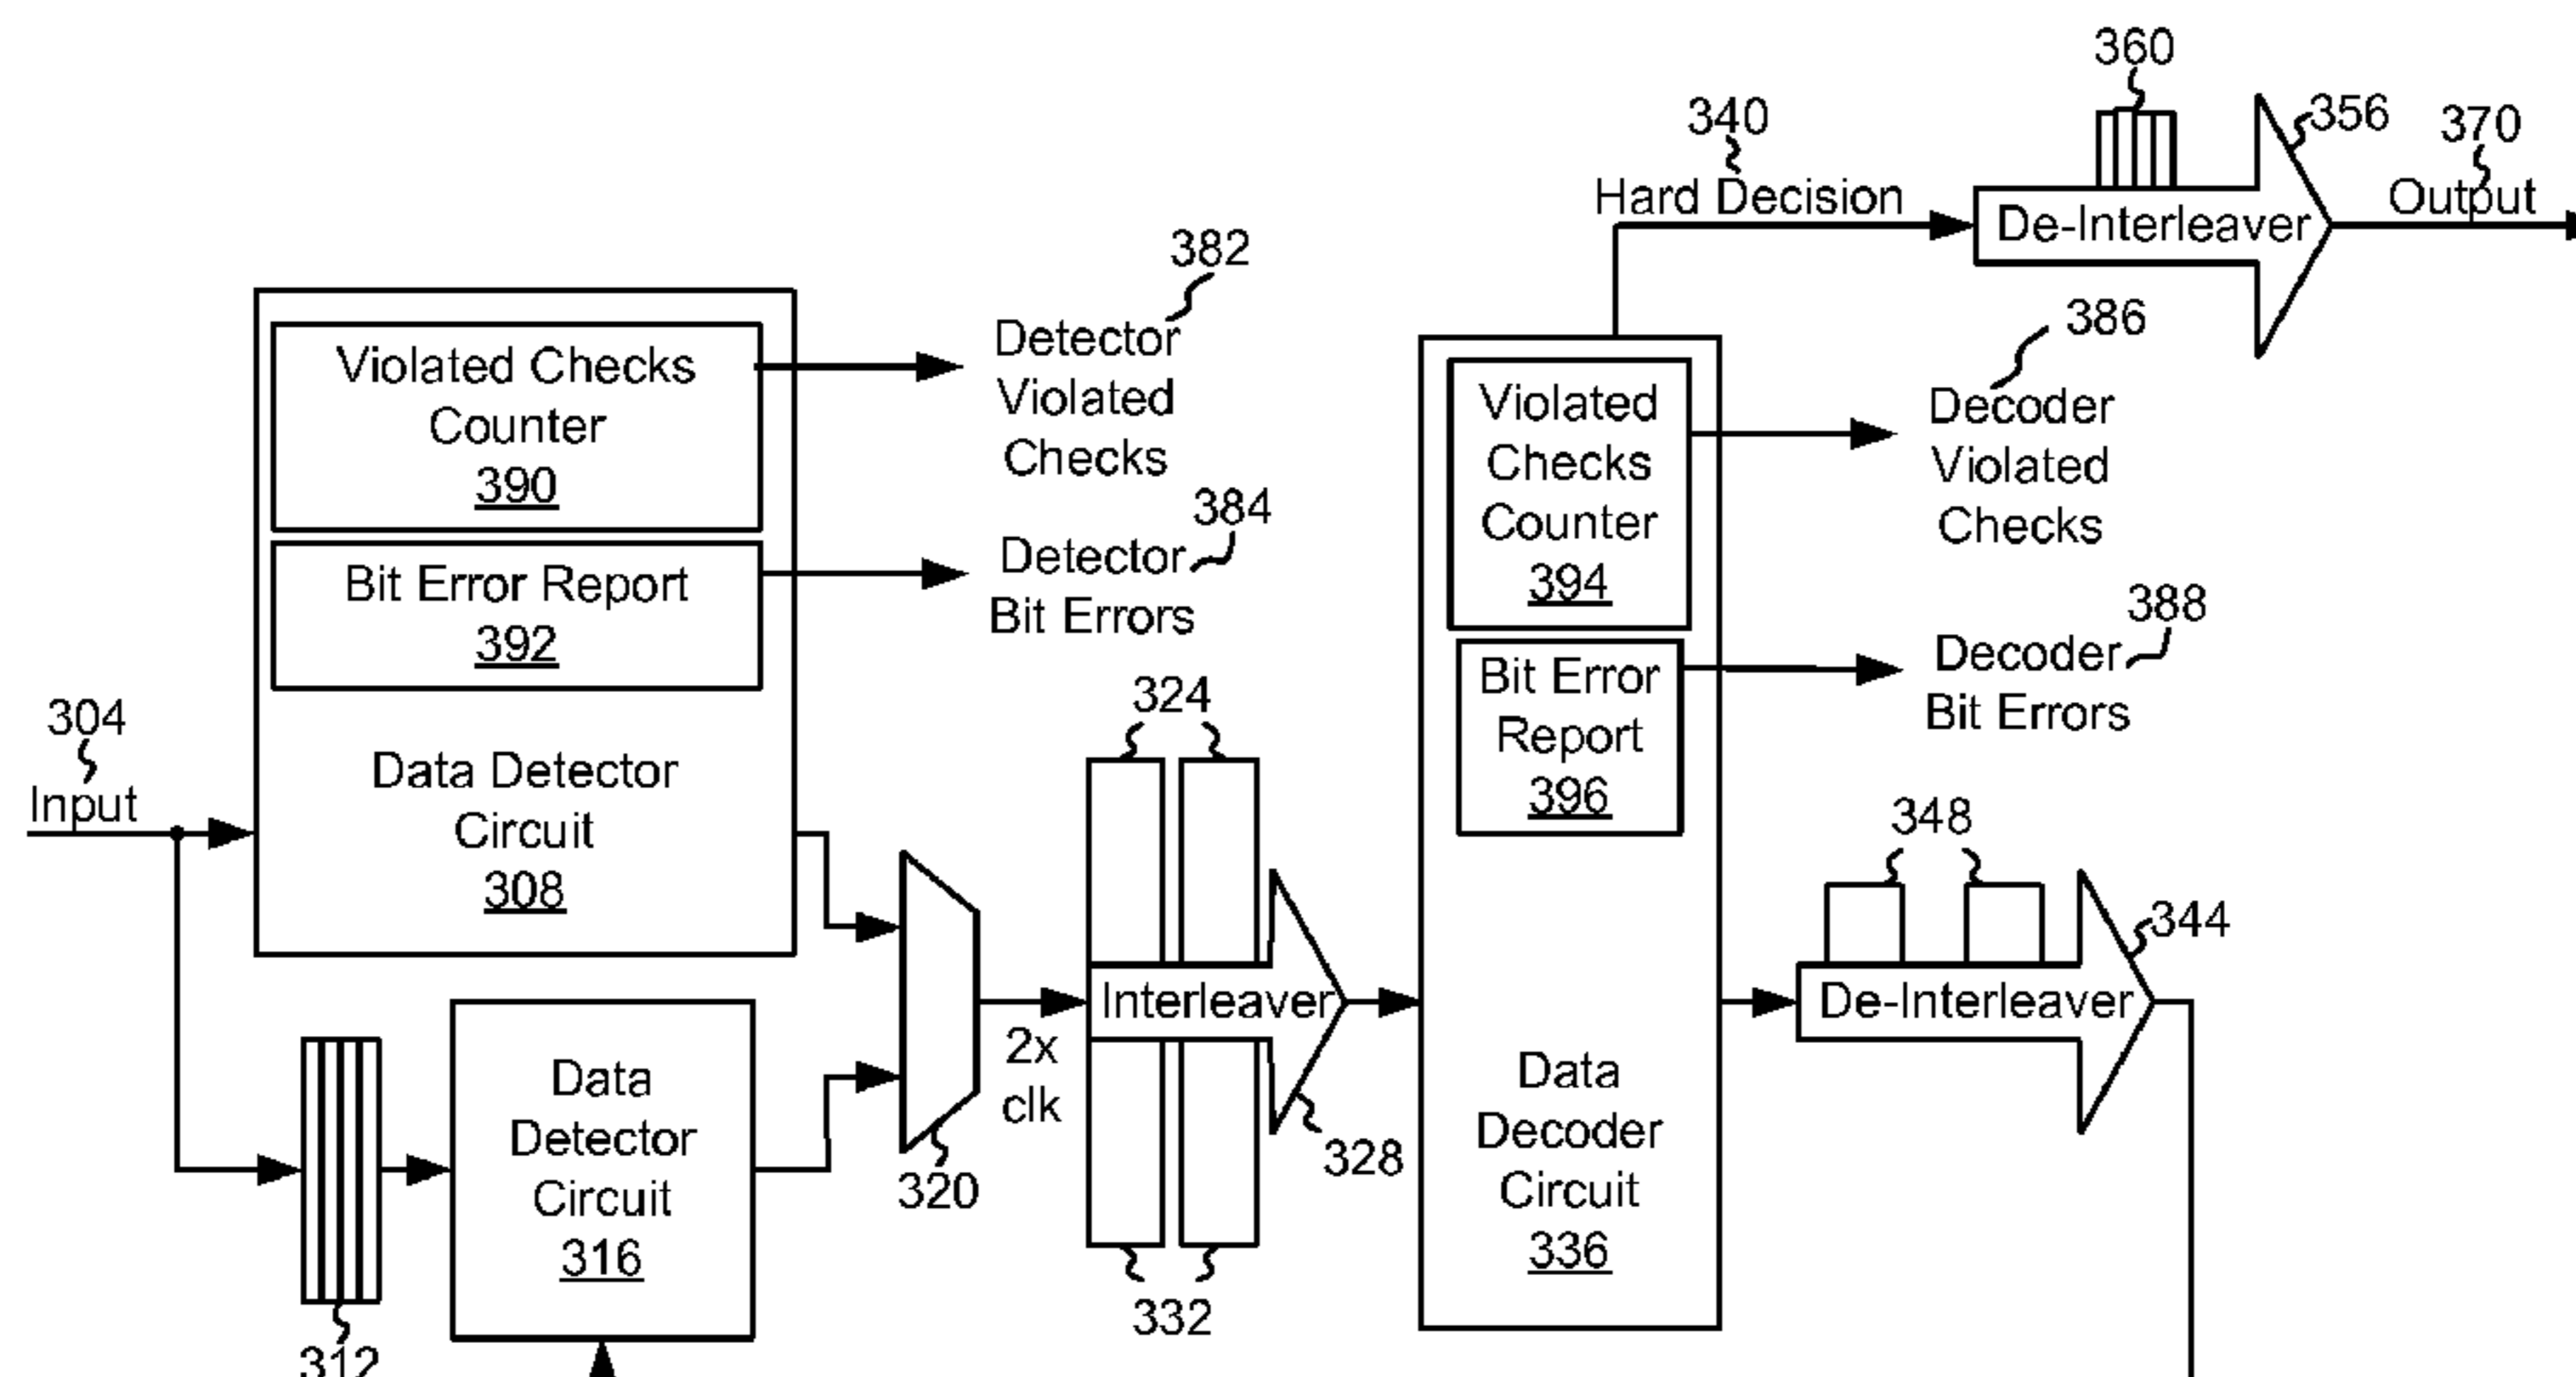 360
340
356
370
Hard Decision
De-Interleaver
Output
382
386
Violated Checks
Counter
390
Detector
Violated
Checks
Violated
Checks
Counter
394
Decoder
Violated
Checks
384
Bit Error Report
392
Detector
Bit Errors
388
Bit Error
Report
396
Decoder
Bit Errors
304
Input
324
Data Detector
Circuit
308
348
344
Interleaver
De-Interleaver
2x
clk
Data
Detector
Circuit
316
320
328
Data
Decoder
Circuit
336
332
312